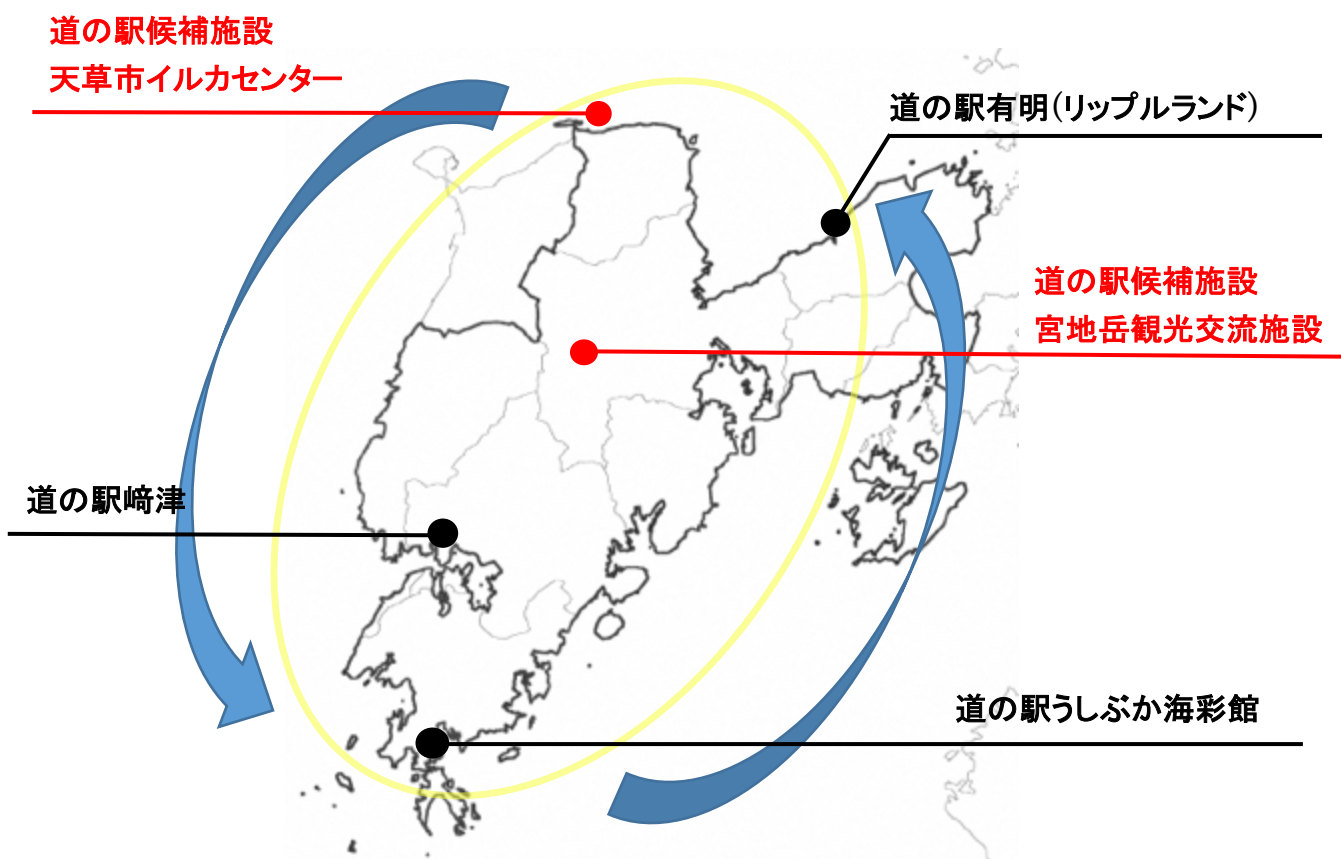 道の駅候補施設
天草市イルカセンター
道の駅有明(リップルランド)
道の駅候補施設
宮地岳観光交流施設
道の駅﨑津
道の駅うしぶか海彩館